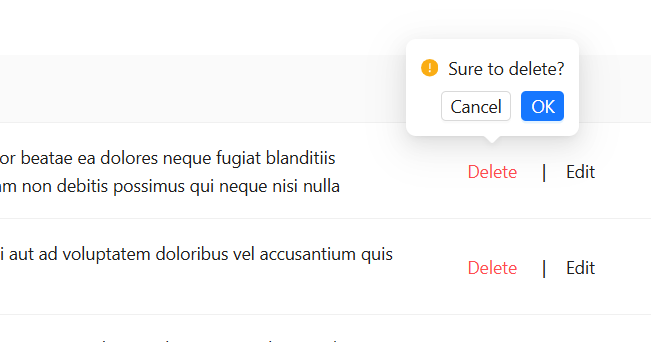 Sure to delete?
Cancel OK
or beatae ea dolores neque fugiat blanditiis
am non debitis possimus qui neque nisi nulla
Delete | Edit
i aut ad voluptatem doloribus vel accusantium quis
Delete | Edit